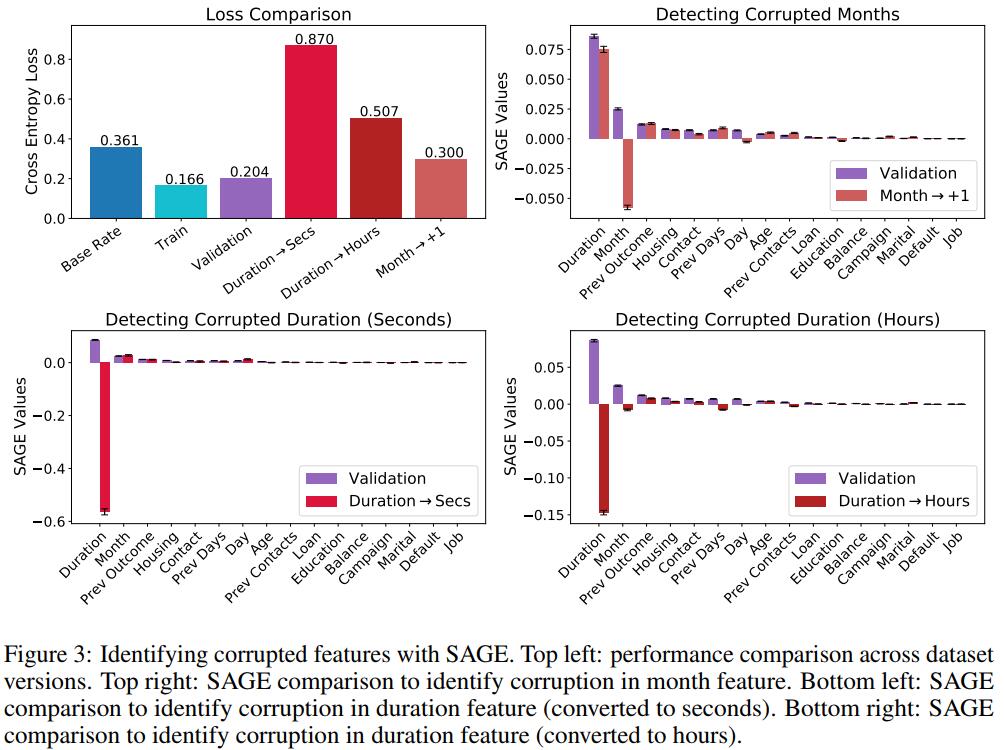 Loss Comparison
Cross Entropy Loss
0.8
0.6
0.4
0.2
0.0
0.361
0.166
0.204
0.870
0.507
0.300
Base Rate
Train
Validation
Duration→Secs
Duration→Hours
Month→+1
Detecting Corrupted Months
SAGE Values
0.075
0.050
0.025
0.000
−0.025
−0.050
Validation
Month→+1
Duration
Month
Prev Outcome
Housing
Contact
Prev Days
Day
Age
Prev Contacts
Loan
Education
Balance
Campaign
Marital
Default
Job
Detecting Corrupted Duration (Seconds)
SAGE Values
0.0
−0.2
−0.4
−0.6
Validation
Duration→Secs
Duration
Month
Prev Outcome
Housing
Contact
Prev Days
Day
Age
Prev Contacts
Loan
Education
Balance
Campaign
Marital
Default
Job
Detecting Corrupted Duration (Hours)
SAGE Values
0.05
0.00
−0.05
−0.10
−0.15
Validation
Duration→Hours
Duration
Month
Prev Outcome
Housing
Contact
Prev Days
Day
Age
Prev Contacts
Loan
Education
Balance
Campaign
Marital
Default
Job
Figure 3: Identifying corrupted features with SAGE. Top left: performance comparison across dataset
versions. Top right: SAGE comparison to identify corruption in month feature. Bottom left: SAGE
comparison to identify corruption in duration feature (converted to seconds). Bottom right: SAGE
comparison to identify corruption in duration feature (converted to hours).